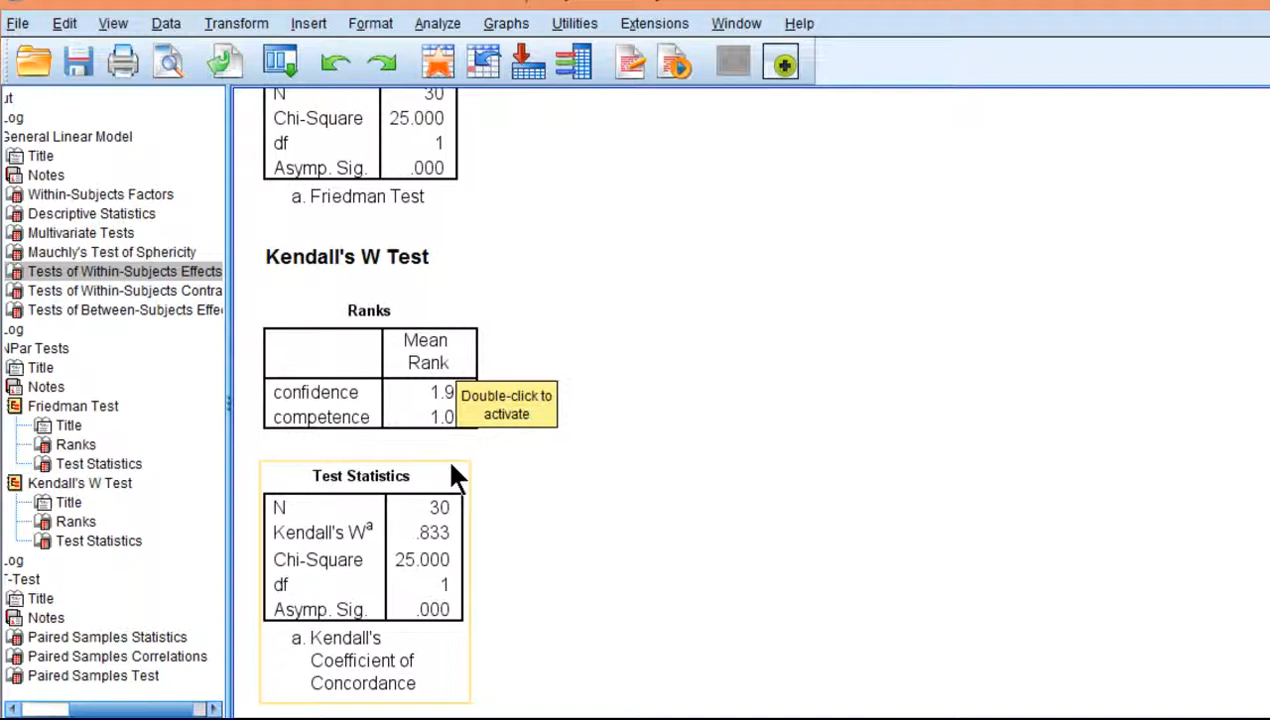 File Edit View Data Transform Insert Format Analyze Graphs Utilities Extensions Window Help
ut
Log
General Linear Model
Title
Notes
Within-Subjects Factors
Descriptive Statistics
Multivariate Tests
Mauchly's Test of Sphericity
Tests of Within-Subjects Effects
Tests of Within-Subjects Contra
Tests of Between-Subjects Effe
Log
NPar Tests
Title
Notes
Friedman Test
Title
Ranks
Test Statistics
Kendall's W Test
Title
Ranks
Test Statistics
Log
T-Test
Title
Notes
Paired Samples Statistics
Paired Samples Correlations
Paired Samples Test
N 30
Chi-Square 25.000
df 1
Asymp. Sig. .000
a. Friedman Test
Kendall's W Test
Ranks
Mean
Rank
confidence 1.9
competence 1.0
Double-click to
activate
Test Statistics
N 30
Kendall's Wa .833
Chi-Square 25.000
df 1
Asymp. Sig. .000
a. Kendall's
Coefficient of
Concordance